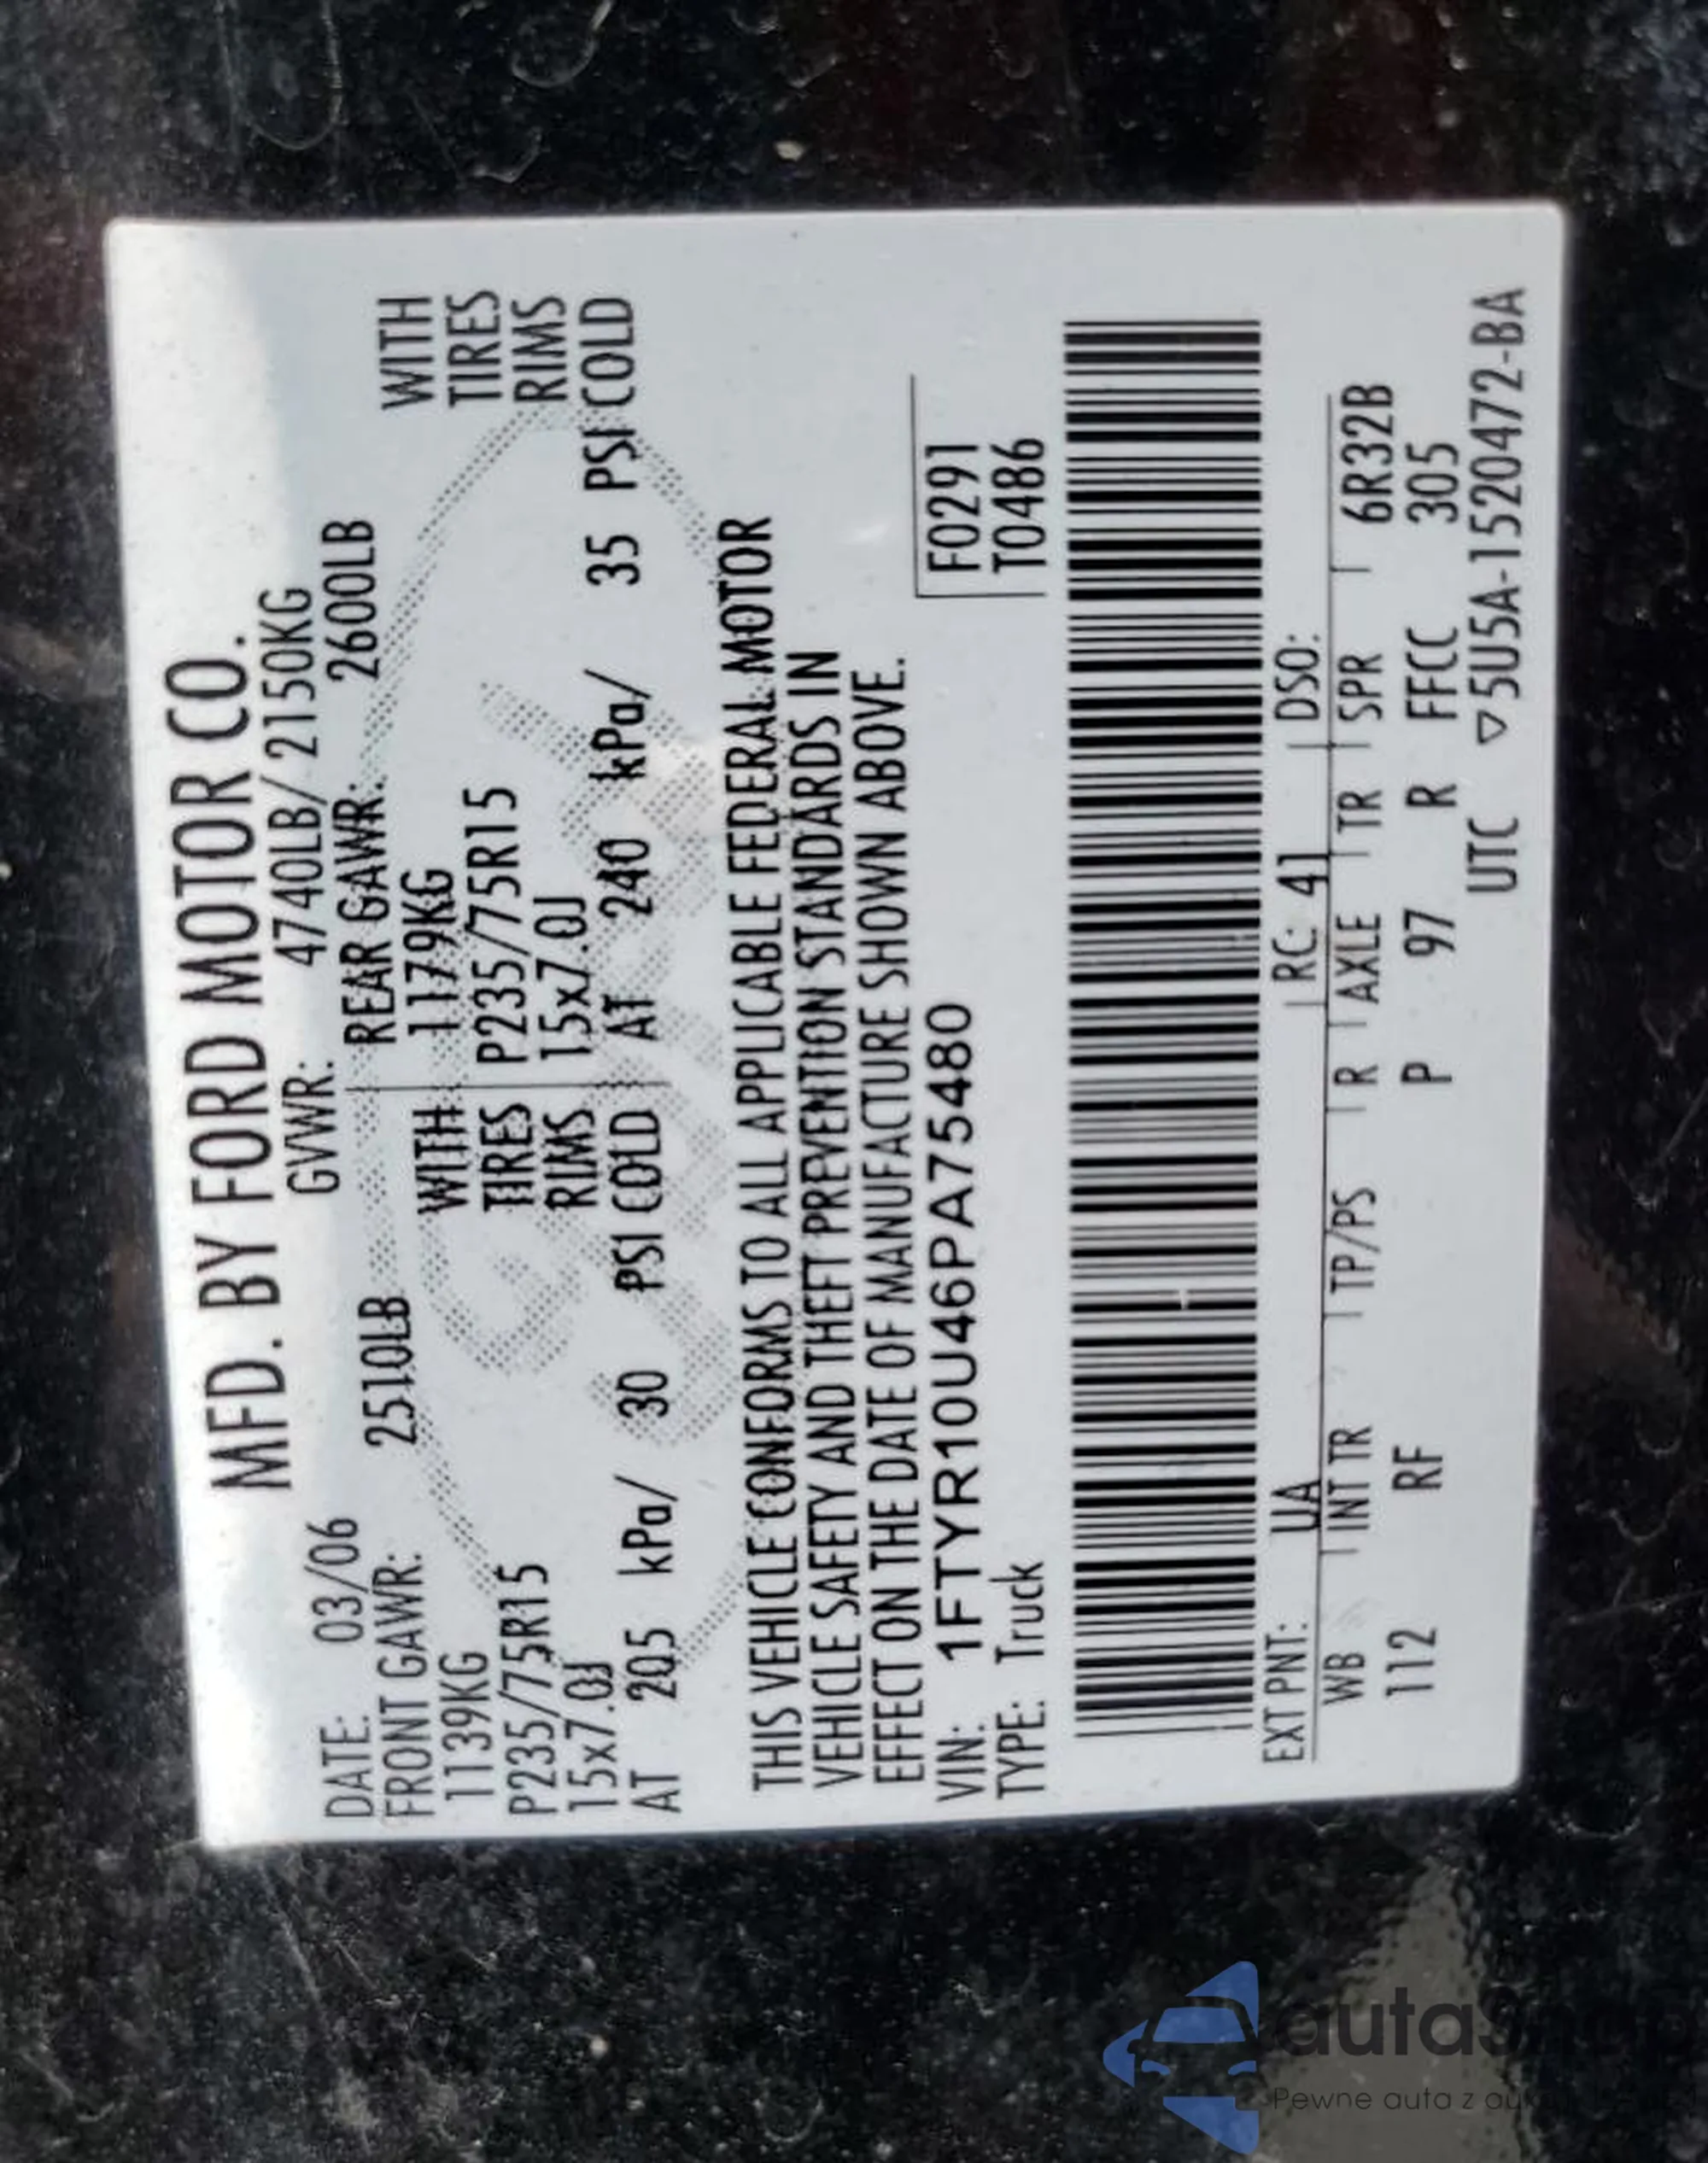 MFD. BY FORD MOTOR CO.
DATE: 03/06 GVWR: 4740LB/ 2150KG
FRONT GAWR: 2510LB REAR GAWR: 2600LB
1139KG WITH 1179KG WITH
P235/75R15 TIRES P235/75R15 TIRES
15x7.0J RIMS 15x7.0J RIMS
AT 205 kPa/ 30 PSI COLD AT 240 kPa/ 35 PSI COLD
THIS VEHICLE CONFORMS TO ALL APPLICABLE FEDERAL MOTOR
VEHICLE SAFETY AND THEFT PREVENTION STANDARDS IN
EFFECT ON THE DATE OF MANUFACTURE SHOWN ABOVE.
VIN: 1FTYR10U46PA75480 F0291
TYPE: Truck T0486
EXT PNT: UA RC: 41 DSO:
WB INT TR TP/PS R AXLE TR SPR 6R32B
112 RF P 97 R FFCC 305
UTC ▽5U5A-1520472-BA
Pewne auta z